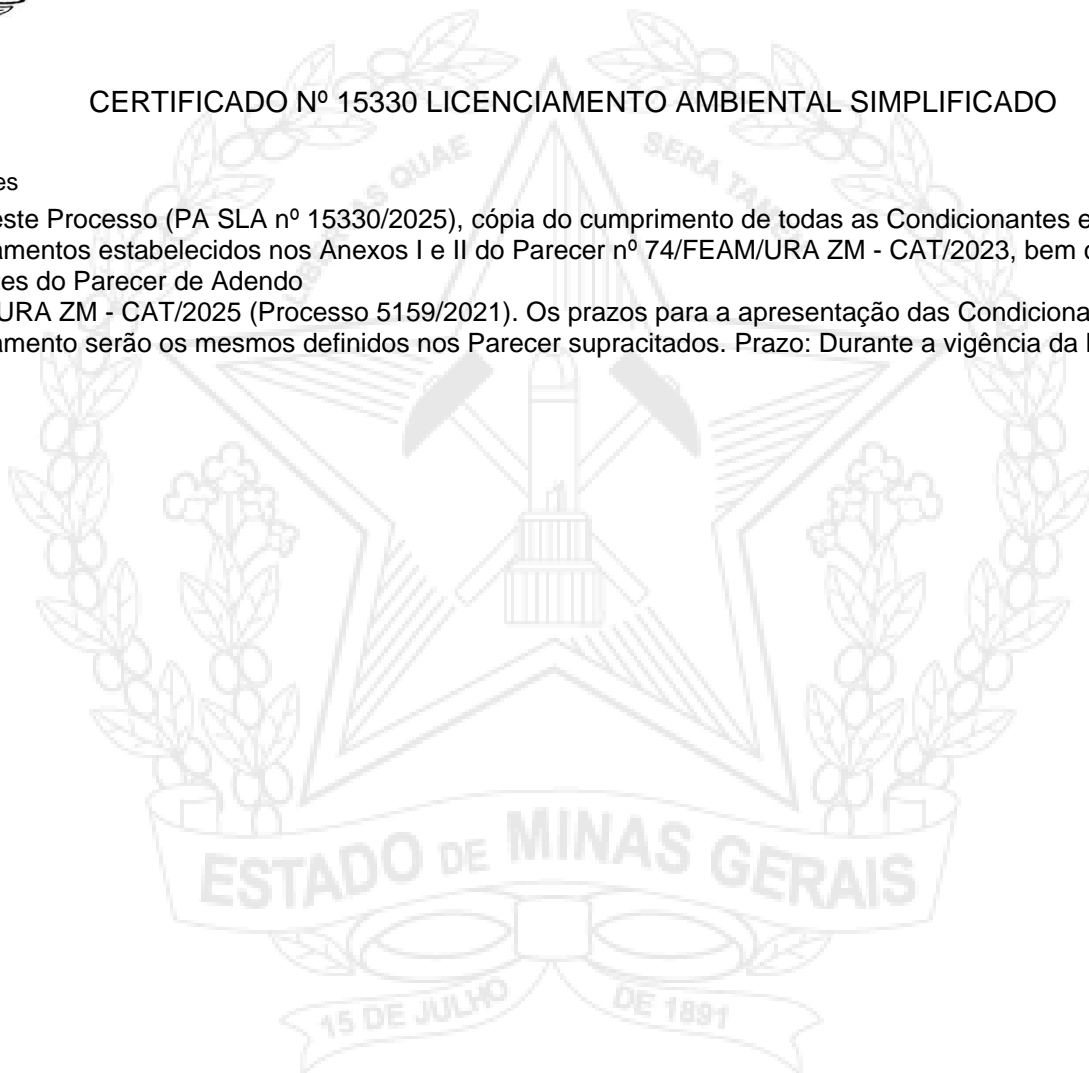 CERTIFICADO Nº 15330 LICENCIAMENTO AMBIENTAL SIMPLIFICADO
es
este Processo (PA SLA nº 15330/2025), cópia do cumprimento de todas as Condicionantes e
amentos estabelecidos nos Anexos I e II do Parecer nº 74/FEAM/URA ZM - CAT/2023, bem c
es do Parecer de Adendo
URA ZM - CAT/2025 (Processo 5159/2021). Os prazos para a apresentação das Condiciona
amento serão os mesmos definidos nos Parecer supracitados. Prazo: Durante a vigência da
QUAE
SERA
ESTADO DE MINAS GERAIS
15 DE JULHO DE 1891